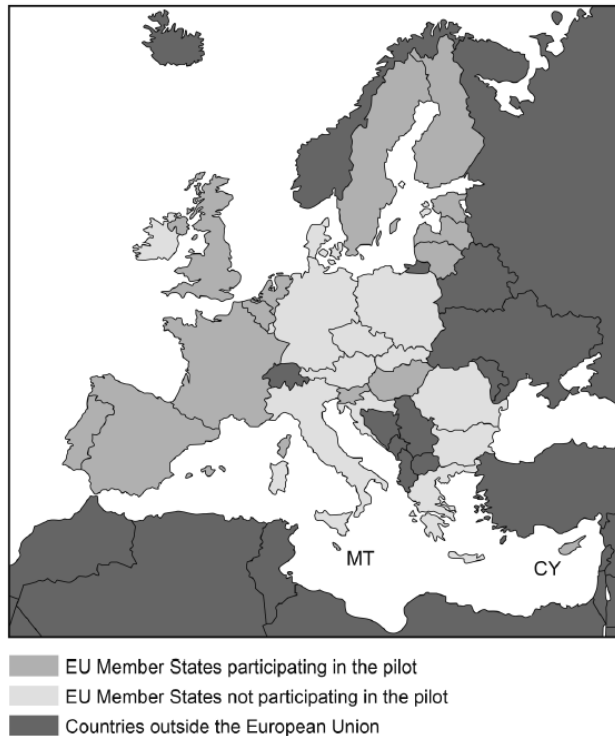 MT
CY
EU Member States participating in the pilot
EU Member States not participating in the pilot
Countries outside the European Union